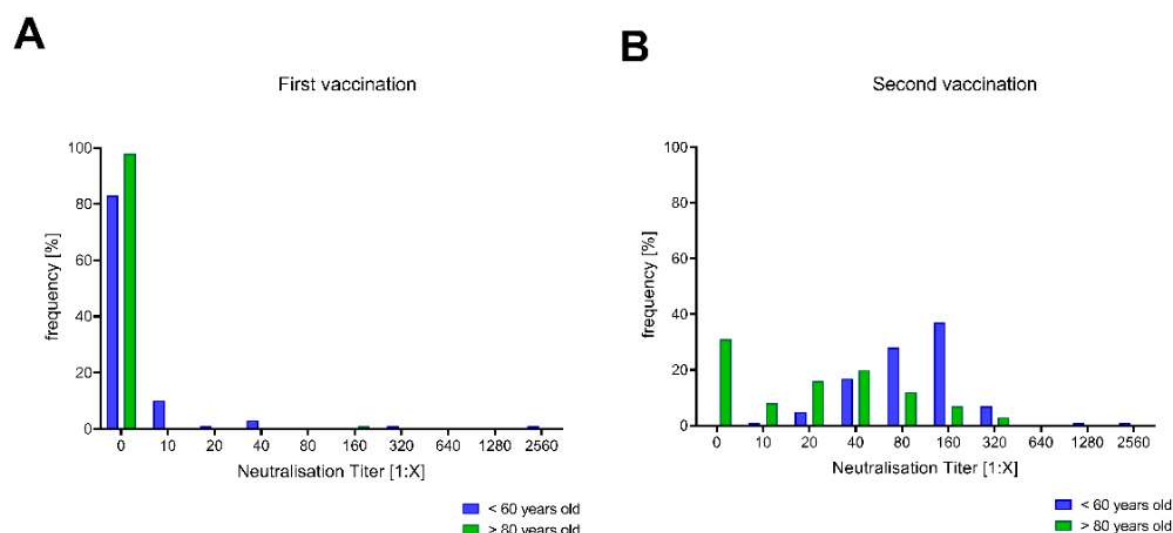 A
First vaccination
frequency [%]
100
80
60
40
20
0
0 10 20 40 80 160 320 640 1280 2560
Neutralisation Titer [1:X]
< 60 years old
> 80 years old
B
Second vaccination
frequency [%]
100
80
60
40
20
0
0 10 20 40 80 160 320 640 1280 2560
Neutralisation Titer [1:X]
< 60 years old
> 80 years old